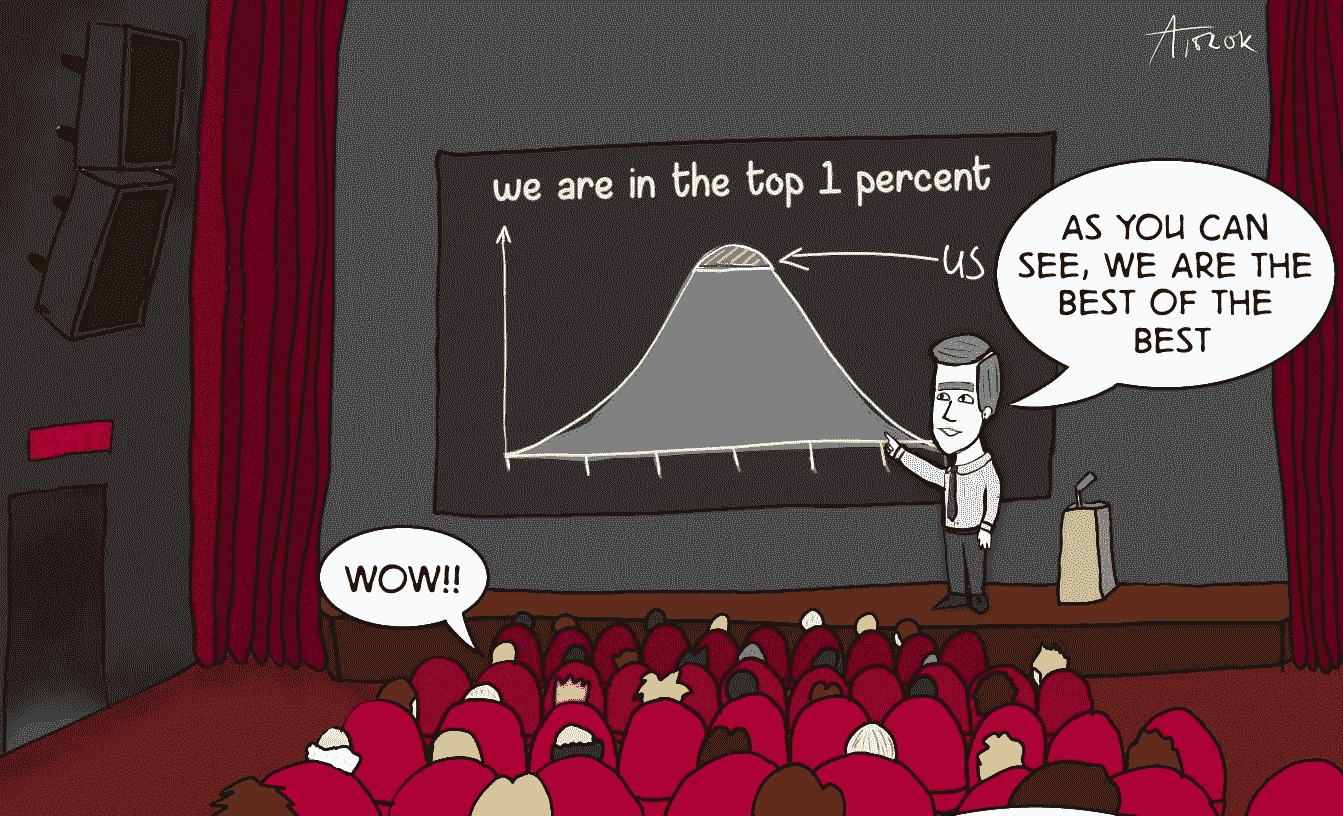 we are in the top 1 percent
US
AS YOU CAN
SEE, WE ARE THE
BEST OF THE
BEST
WOW!!